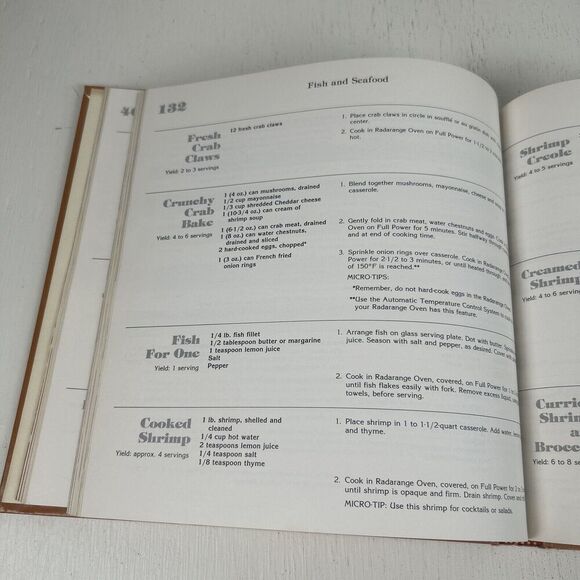 Fish and Seafood
40
132
Fresh
Crab
Claws
Yield: 2 to 3 servings
12 fresh crab claws
1. Place crab claws in circle in soufflé or au gratin dish with
center.
2. Cook in Radarange Oven on Full Power for 1-1/2 to 2
hot.
Crunchy
Crab
Bake
Yield: 4 to 6 servings
1 (4 oz.) can mushrooms, drained
1/2 cup mayonnaise
1/3 cup shredded Cheddar cheese
1 (10-3/4 oz.) can cream of
shrimp soup
1 (6-1/2 oz.) can crab meat, drained
1 (8 oz.) can water chestnuts,
drained and sliced
2 hard-cooked eggs, chopped*
1 (3 oz.) can French fried
onion rings
1. Blend together mushrooms, mayonnaise, cheese and
casserole.
2. Gently fold in crab meat, water chestnuts and eggs.
Oven on Full Power for 5 minutes. Stir halfway through
and at end of cooking time.
3. Sprinkle onion rings over casserole. Cook in Radarange
Power for 2-1/2 to 3 minutes, or until heated through,
of 150°F is reached.**
MICRO-TIPS:
*Remember, do not hard-cook eggs in the Radarange
**Use the Automatic Temperature Control System to
your Radarange Oven has this feature.
Fish
For One
Yield: 1 serving
1/4 lb. fish fillet
1/2 tablespoon butter or margarine
1 teaspoon lemon juice
Salt
Pepper
1. Arrange fish on glass serving plate. Dot with butter.
juice. Season with salt and pepper, as desired. Cover with
2. Cook in Radarange Oven, covered, on Full Power for 1
until fish flakes easily with fork. Remove excess liquid,
towels, before serving.
Cooked
Shrimp
Yield: approx. 4 servings
1 lb. shrimp, shelled and
cleaned
1/4 cup hot water
2 teaspoons lemon juice
1/4 teaspoon salt
1/8 teaspoon thyme
1. Place shrimp in 1 to 1-1/2-quart casserole. Add water,
and thyme.
2. Cook in Radarange Oven, covered, on Full Power for 2
until shrimp is opaque and firm. Drain shrimp. Cover and
MICRO-TIP: Use this shrimp for cocktails or salads.
Shrimp
Creole
Yield: 4 to 5 servings
Creamed
Shrimp
Yield: 4 to 6
Curried
Shrimp
Yield: 6 to 8